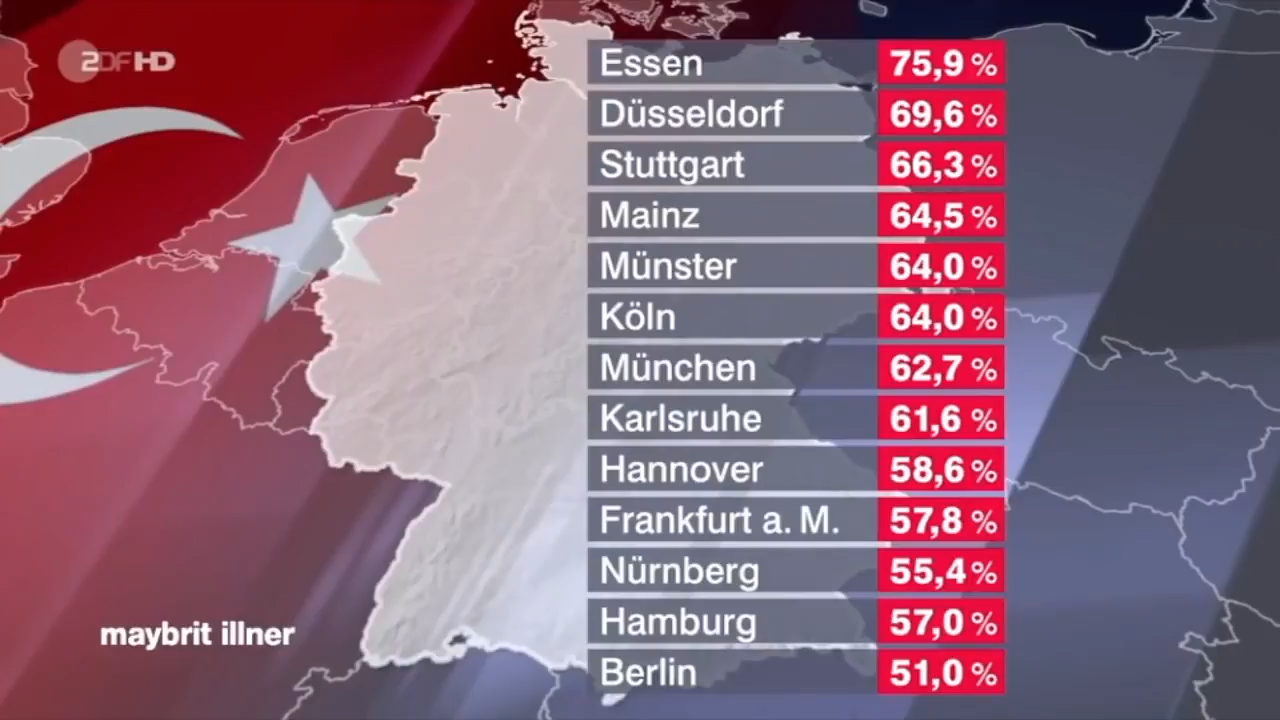 ZDFHD
Essen 75,9 %
Düsseldorf 69,6 %
Stuttgart 66,3 %
Mainz 64,5 %
Münster 64,0 %
Köln 64,0 %
München 62,7 %
Karlsruhe 61,6 %
Hannover 58,6 %
Frankfurt a. M. 57,8 %
Nürnberg 55,4 %
Hamburg 57,0 %
Berlin 51,0 %
maybrit illner